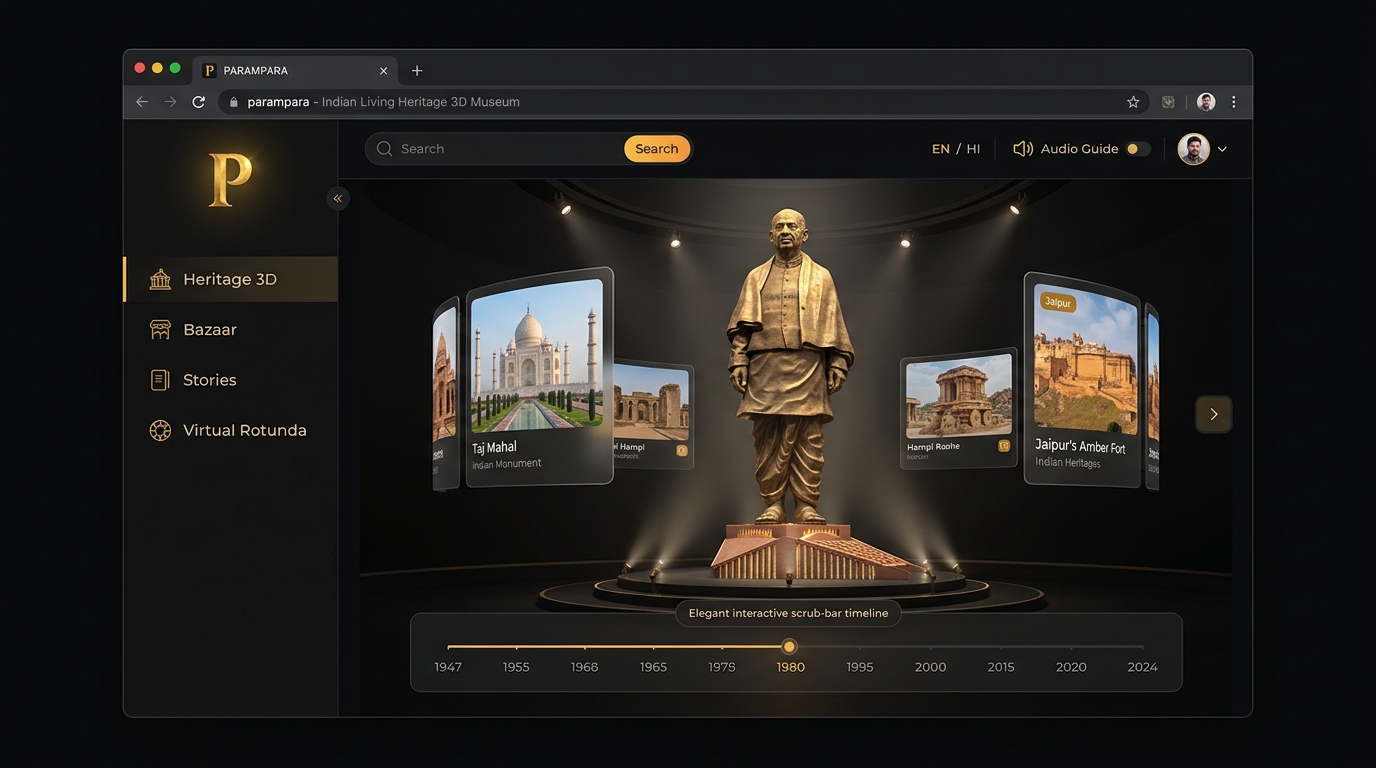 P PARAMPARA
parampara - Indian Living Heritage 3D Museum
P
Search
Search
EN / HI
Audio Guide
Heritage 3D
Bazaar
Stories
Virtual Rotunda
Taj Mahal
Indian Monument
Hampl
Hampl Roohe
Jaipur
Jaipur's Amber Fort
Indian Heritages
Elegant interactive scrub-bar timeline
1947 1955 1968 1965 1975 1980 1995 2000 2015 2020 2024